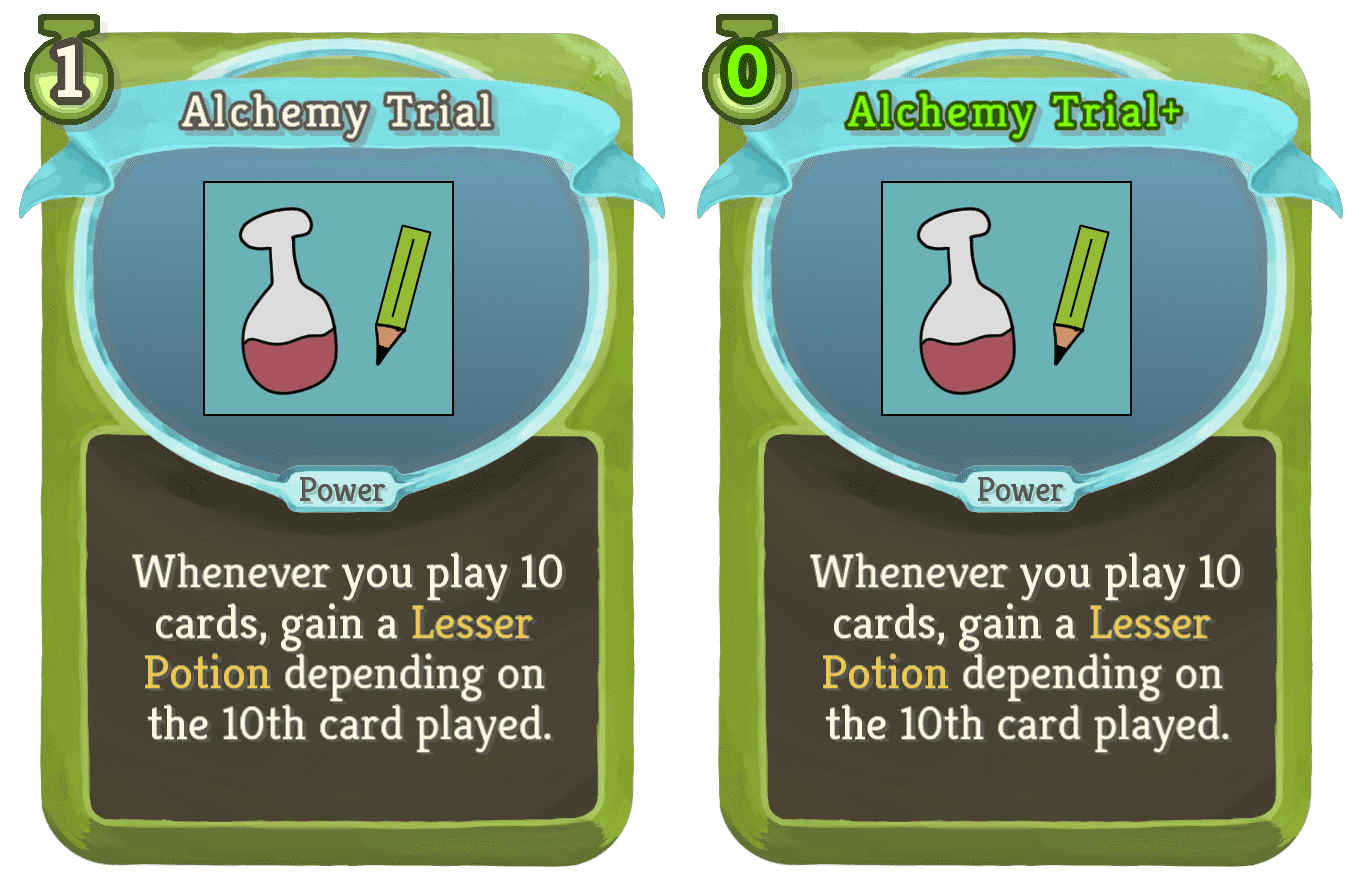 1
Alchemy Trial
Power
Whenever you play 10
cards, gain a Lesser
Potion depending on
the 10th card played.
0
Alchemy Trial+
Power
Whenever you play 10
cards, gain a Lesser
Potion depending on
the 10th card played.